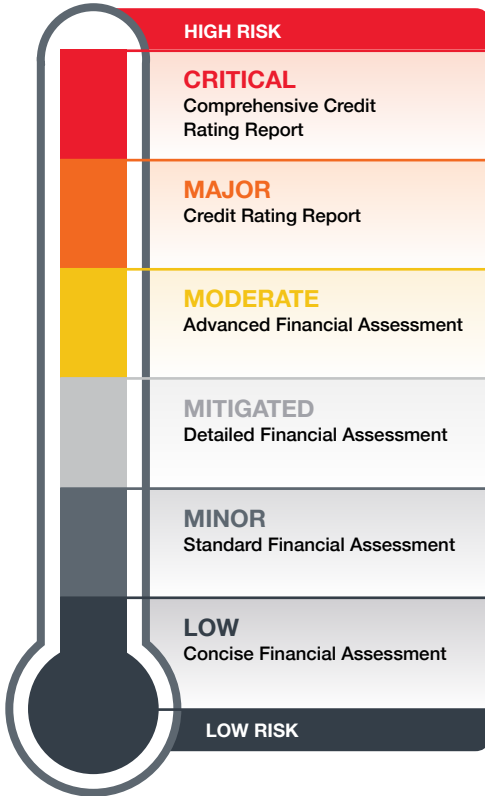 HIGH RISK
CRITICAL
Comprehensive Credit
Rating Report
MAJOR
Credit Rating Report
MODERATE
Advanced Financial Assessment
MITIGATED
Detailed Financial Assessment
MINOR
Standard Financial Assessment
LOW
Concise Financial Assessment
LOW RISK